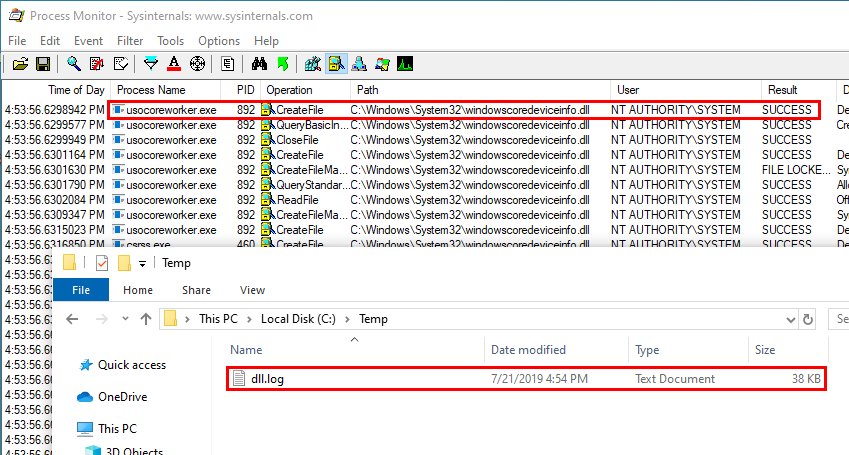 Process Monitor - Sysinternals: www.sysinternals.com
File Edit Event Filter Tools Options Help
Time of Day Process Name PID Operation Path User Result D
4:53:56.6298942 PM usocoreworker.exe 892 CreateFile C:\Windows\System32\windowscoredeviceinfo.dll NT AUTHORITY\SYSTEM SUCCESS De
4:53:56.6299577 PM usocoreworker.exe 892 QueryBasicIn... C:\Windows\System32\windowscoredeviceinfo.dll NT AUTHORITY\SYSTEM SUCCESS Cre
4:53:56.6299949 PM usocoreworker.exe 892 CloseFile C:\Windows\System32\windowscoredeviceinfo.dll NT AUTHORITY\SYSTEM SUCCESS
4:53:56.6301164 PM usocoreworker.exe 892 CreateFile C:\Windows\System32\windowscoredeviceinfo.dll NT AUTHORITY\SYSTEM SUCCESS De
4:53:56.6301630 PM usocoreworker.exe 892 CreateFileMa... C:\Windows\System32\windowscoredeviceinfo.dll NT AUTHORITY\SYSTEM FILE LOCKE... Sy
4:53:56.6301790 PM usocoreworker.exe 892 QueryStandar... C:\Windows\System32\windowscoredeviceinfo.dll NT AUTHORITY\SYSTEM SUCCESS Allo
4:53:56.6302084 PM usocoreworker.exe 892 ReadFile C:\Windows\System32\windowscoredeviceinfo.dll NT AUTHORITY\SYSTEM SUCCESS Off
4:53:56.6309347 PM usocoreworker.exe 892 CreateFileMa... C:\Windows\System32\windowscoredeviceinfo.dll NT AUTHORITY\SYSTEM SUCCESS Sy
4:53:56.6315023 PM usocoreworker.exe 892 CloseFile C:\Windows\System32\windowscoredeviceinfo.dll NT AUTHORITY\SYSTEM SUCCESS
4:53:56.6316850 PM csrss.exe 460 CreateFile C:\Windows\System32\windowscoredeviceinfo.dll NT AUTHORITY\SYSTEM SUCCESS De
Temp
File Home Share View
This PC Local Disk (C:) Temp Se
Name Date modified Type Size
Quick access
dll.log 7/21/2019 4:54 PM Text Document 38 KB
OneDrive
This PC
3D Objects